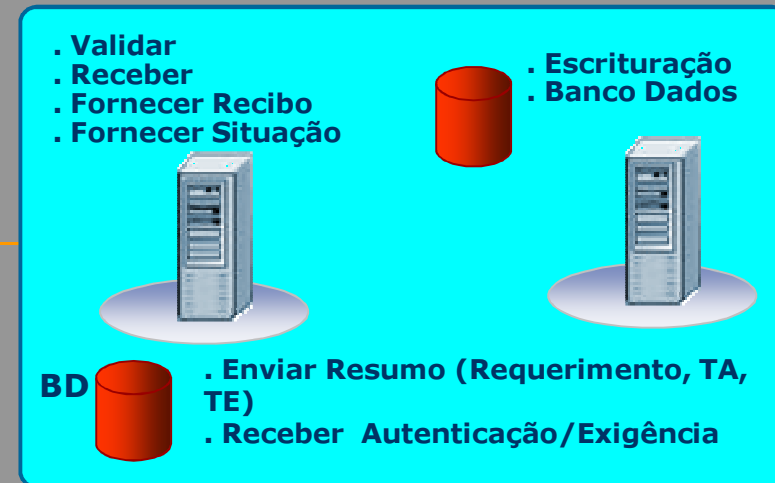 . Validar
. Receber
. Fornecer Recibo
. Fornecer Situação
. Escrituração
. Banco Dados
BD
. Enviar Resumo (Requerimento, TA,
TE)
. Receber Autenticação/Exigência